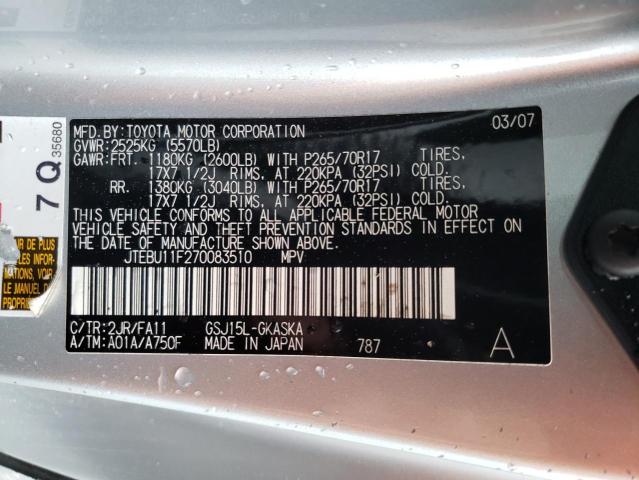 MFD. BY: TOYOTA MOTOR CORPORATION 03/07
GVWR: 2525KG (5570LB)
GAWR: FRT. 1180KG (2600LB) WITH P265/70R17 TIRES,
17X7 1/2J RIMS, AT 220KPA (32PSI) COLD.
RR. 1380KG (3040LB) WITH P265/70R17 TIRES,
17X7 1/2J RIMS, AT 220KPA (32PSI) COLD.
THIS VEHICLE CONFORMS TO ALL APPLICABLE FEDERAL MOTOR
VEHICLE SAFETY AND THEFT PREVENTION STANDARDS IN EFFECT ON
THE DATE OF MANUFACTURE SHOWN ABOVE.
JTEBU11F270083510 MPV
C/TR: 2JR/FA11 GSJ15L-GKASKA
A/TM: A01A/A750F MADE IN JAPAN 787 A
7 Q 35680